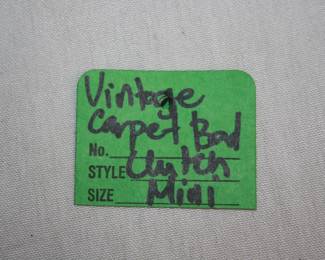 Vintage
Carpet Bad
No.
STYLE Clutch
SIZE Mini